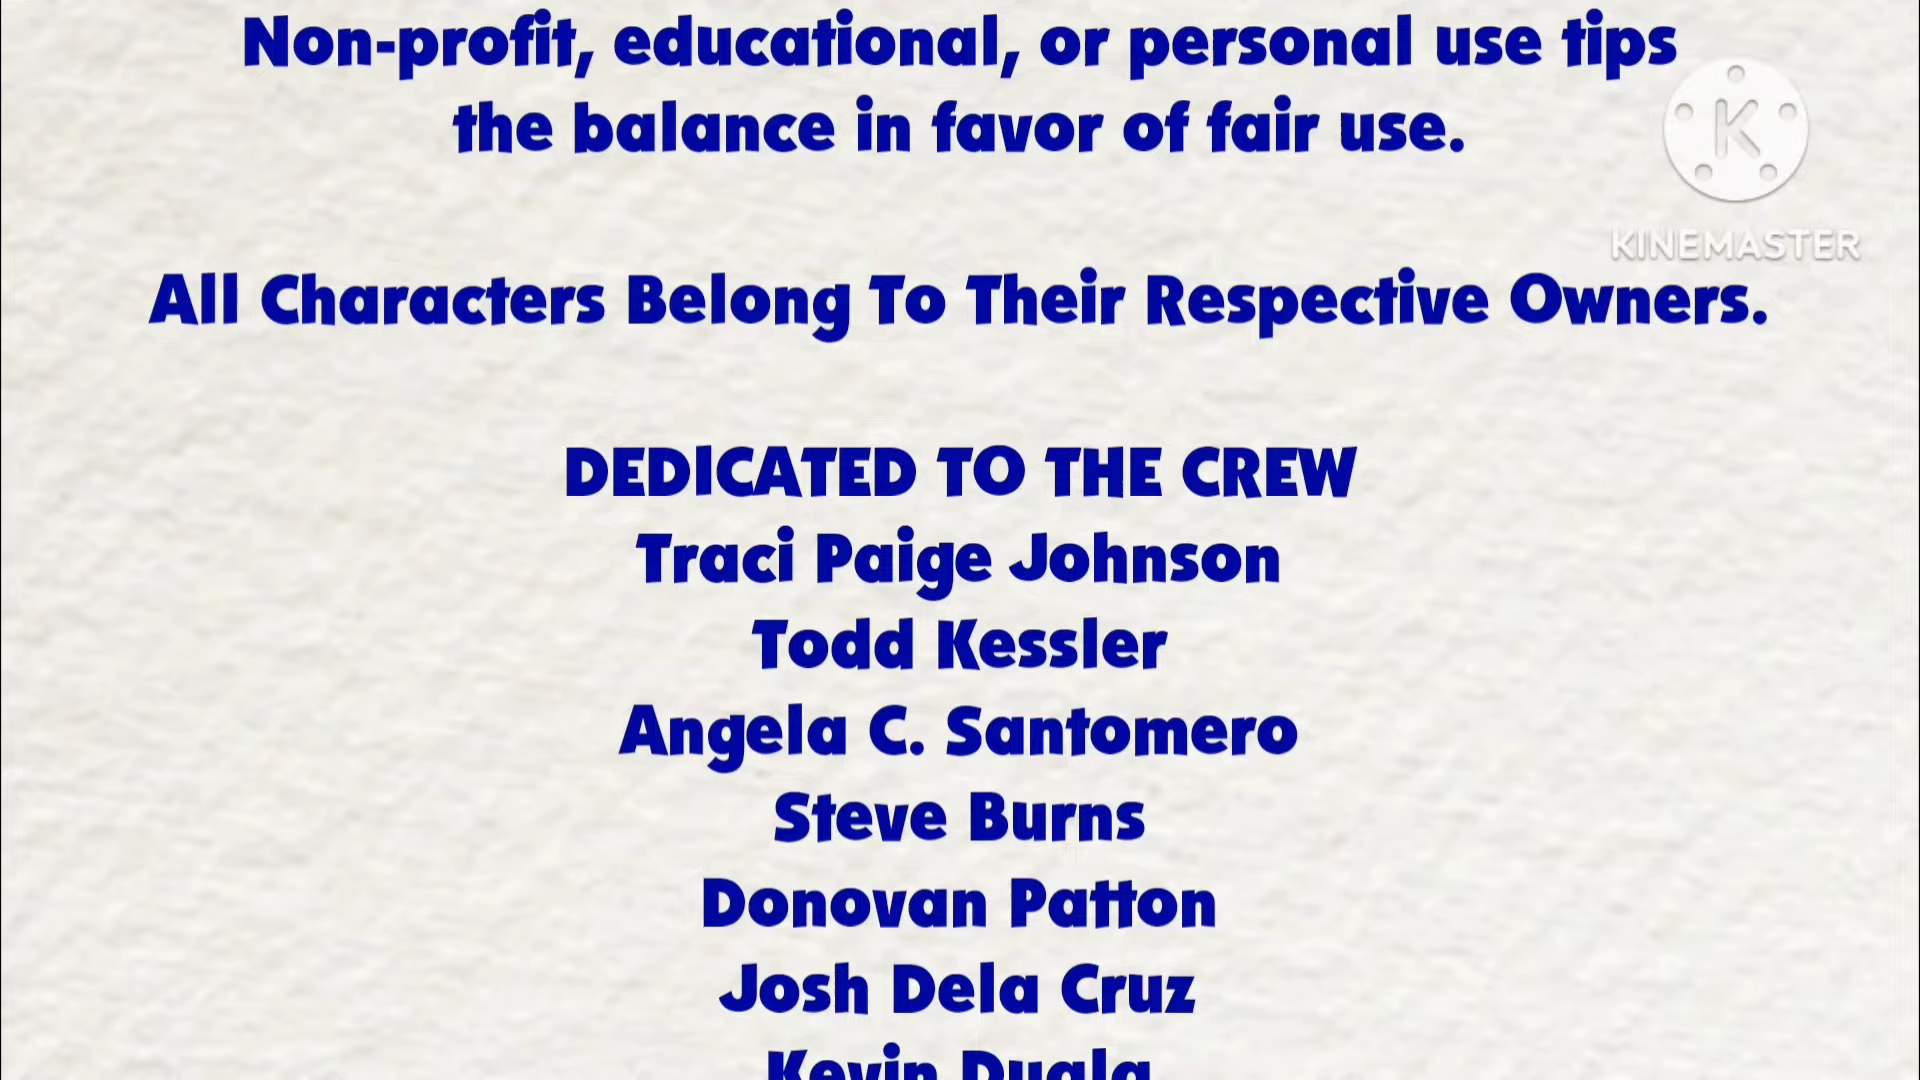 Non-profit, educational, or personal use tips
the balance in favor of fair use.
K
KINEMASTER
All Characters Belong To Their Respective Owners.
DEDICATED TO THE CREW
Traci Paige Johnson
Todd Kessler
Angela C. Santomero
Steve Burns
Donovan Patton
Josh Dela Cruz
Kevin Duala